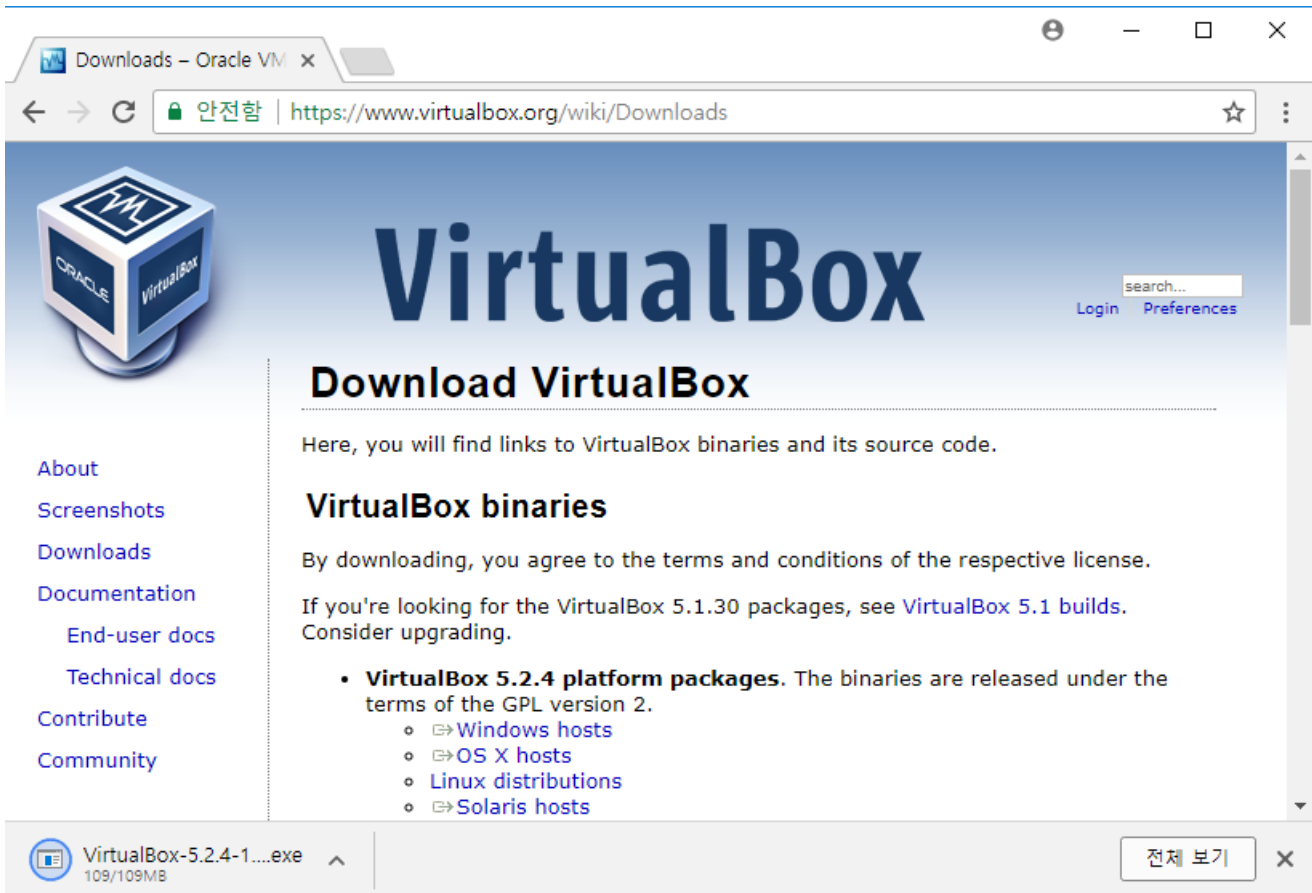 Downloads – Oracle VM
안전함 | https://www.virtualbox.org/wiki/Downloads
ORACLE
VirtualBox
VirtualBox
search...
Login Preferences
Download VirtualBox
Here, you will find links to VirtualBox binaries and its source code.
About
Screenshots
Downloads
Documentation
End-user docs
Technical docs
Contribute
Community
VirtualBox binaries
By downloading, you agree to the terms and conditions of the respective license.
If you're looking for the VirtualBox 5.1.30 packages, see VirtualBox 5.1 builds.
Consider upgrading.
• VirtualBox 5.2.4 platform packages. The binaries are released under the
terms of the GPL version 2.
Windows hosts
OS X hosts
Linux distributions
Solaris hosts
VirtualBox-5.2.4-1....exe
109/109MB
전체 보기